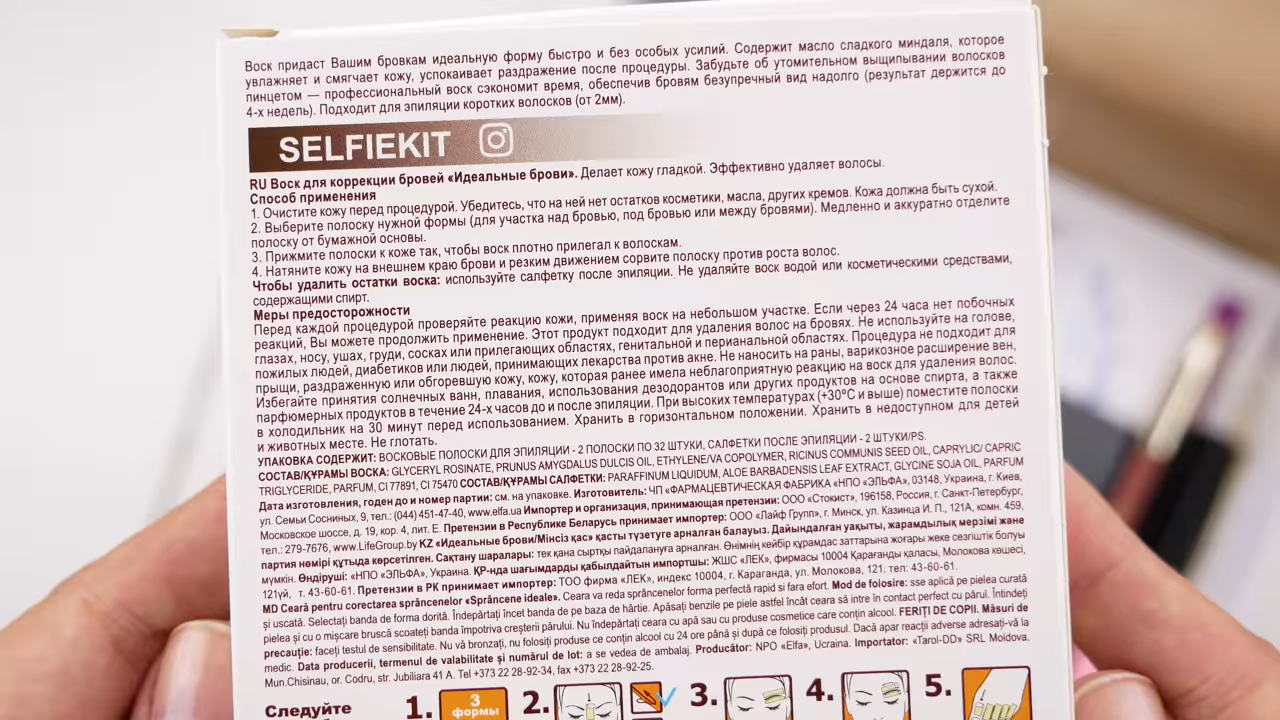 Воск придаст Вашим бровкам идеальную форму быстро и без особых усилий. Содержит масло сладкого миндаля, которое
увлажняет и смягчает кожу, успокаивает раздражение после процедуры. Забудьте об утомительном выщипывании волосков
пинцетом — профессиональный воск сэкономит время, обеспечив бровям безупречный вид надолго (результат держится до
4-х недель). Подходит для эпиляции коротких волосков (от 2мм).
SELFIEKIT
RU Воск для коррекции бровей «Идеальные брови». Делает кожу гладкой. Эффективно удаляет волосы.
Способ применения
1. Очистите кожу перед процедурой. Убедитесь, что на ней нет остатков косметики, масла, других кремов. Кожа должна быть сухой.
2. Выберите полоску нужной формы (для участка над бровью, под бровью или между бровями). Медленно и аккуратно отделите
полоску от бумажной основы.
3. Прижмите полоски к коже так, чтобы воск плотно прилегал к волоскам.
4. Натяните кожу на внешнем краю брови и резким движением сорвите полоску против роста волос.
Чтобы удалить остатки воска: используйте салфетку после эпиляции. Не удаляйте воск водой или косметическими средствами,
содержащими спирт.
Меры предосторожности
Перед каждой процедурой проверяйте реакцию кожи, применяя воск на небольшом участке. Если через 24 часа нет побочных
реакций, Вы можете продолжить применение. Этот продукт подходит для удаления волос на бровях. Не используйте на голове,
глазах, носу, ушах, груди, сосках или прилегающих областях, генитальной и перианальной областях. Процедура не подходит для
пожилых людей, диабетиков или людей, принимающих лекарства против акне. Не наносить на раны, варикозное расширение вен,
прыщи, раздраженную или обгоревшую кожу, кожу, которая ранее имела неблагоприятную реакцию на воск для удаления волос.
Избегайте принятия солнечных ванн, плавания, использования дезодорантов или других продуктов на основе спирта, а также
парфюмерных продуктов в течение 24-х часов до и после эпиляции. При высоких температурах (+30ºС и выше) поместите полоски
в холодильник на 30 минут перед использованием. Хранить в горизонтальном положении. Хранить в недоступном для детей
и животных месте. Не глотать.
УПАКОВКА СОДЕРЖИТ: ВОСКОВЫЕ ПОЛОСКИ ДЛЯ ЭПИЛЯЦИИ - 2 ПОЛОСКИ ПО 32 ШТУКИ, САЛФЕТКИ ПОСЛЕ ЭПИЛЯЦИИ - 2 ШТУКИ/PS.
СОСТАВ/ҚҰРАМЫ ВОСКА: GLYCERYL ROSINATE, PRUNUS AMYGDALUS DULCIS OIL, ETHYLENE/VA COPOLYMER, RICINUS COMMUNIS SEED OIL, CAPRYLIC/ CAPRIC
TRIGLYCERIDE, PARFUM, CI 77891, CI 75470 СОСТАВ/ҚҰРАМЫ САЛФЕТКИ: PARAFFINUM LIQUIDUM, ALOE BARBADENSIS LEAF EXTRACT, GLYCINE SOJA OIL, PARFUM
Дата изготовления, годен до и номер партии: см. на упаковке. Изготовитель: ЧП «ФАРМАЦЕВТИЧЕСКАЯ ФАБРИКА «НПО «ЭЛЬФА», 03148, Украина, г. Киев,
ул. Семьи Сосниных, 9, тел.: (044) 451-47-40, www.elfa.ua Импортер и организация, принимающая претензии: ООО «Стокист», 196158, Россия, г. Санкт-Петербург,
Московское шоссе, д. 19, кор. 4, лит. Е. Претензии в Республике Беларусь принимает импортер: ООО «Лайф Групп», г. Минск, ул. Казинца И. П., 121А, комн. 459,
тел.: 279-7676, www.LifeGroup.by KZ «Идеальные брови/Мінсіз қас» қасты түзетуге арналған балауыз. Дайындалған уақыты, жарамдылық мерзімі және
партия нөмірі құтыда көрсетілген. Сақтану шаралары: тек қана сыртқы пайдалануға арналған. Өнімнің кейбір құрамдас заттарына жоғары жеке сезгіштік болуы
мүмкін. Өндіруші: «НПО «ЭЛЬФА», Украина. ҚР-нда шағымдарды қабылдайтын импортшы: ЖШС «ЛЕК», фирмасы 10004 Қарағанды қаласы, Молокова көшесі,
121үй, т. 43-60-61. Претензии в РК принимает импортер: ТОО фирма «ЛЕК», индекс 10004, г. Караганда, ул. Молокова, 121. тел: 43-60-61.
MD Ceară pentru corectarea sprâncenelor «Sprâncene ideale». Ceara va reda sprâncenelor forma perfectă rapid si fara efort. Mod de folosire: sse aplică pe pielea curată
și uscată. Selectați banda de forma dorită. Îndepărtați încet banda de pe baza de hârtie. Apăsați benzile pe piele astfel încât ceara să intre în contact perfect cu părul. Întindeți
pielea și cu o mișcare bruscă scoateți banda împotriva creșterii părului. Nu îndepărtați ceara cu apă sau cu produse cosmetice care conțin alcool. FERIȚI DE COPII. Măsuri de
precauție: faceți testul de sensibilitate. Nu vă bronzați, nu folosiți produse ce conțin alcool cu 24 ore până și după ce folosiți produsul. Dacă apar reacții adverse adresați-vă la
medic. Data producerii, termenul de valabilitate și numărul de lot: a se vedea de ambalaj. Producător: NPO «Elfa», Ucraina. Importator: «Tarol-DD» SRL Moldova.
Mun.Chisinau, or. Codru, str. Jubiliara 41 A. Tel +373 22 28-92-34, fax +373 22 28-92-25.
Следуйте
1. 3 формы 2. 3. 4. 5.